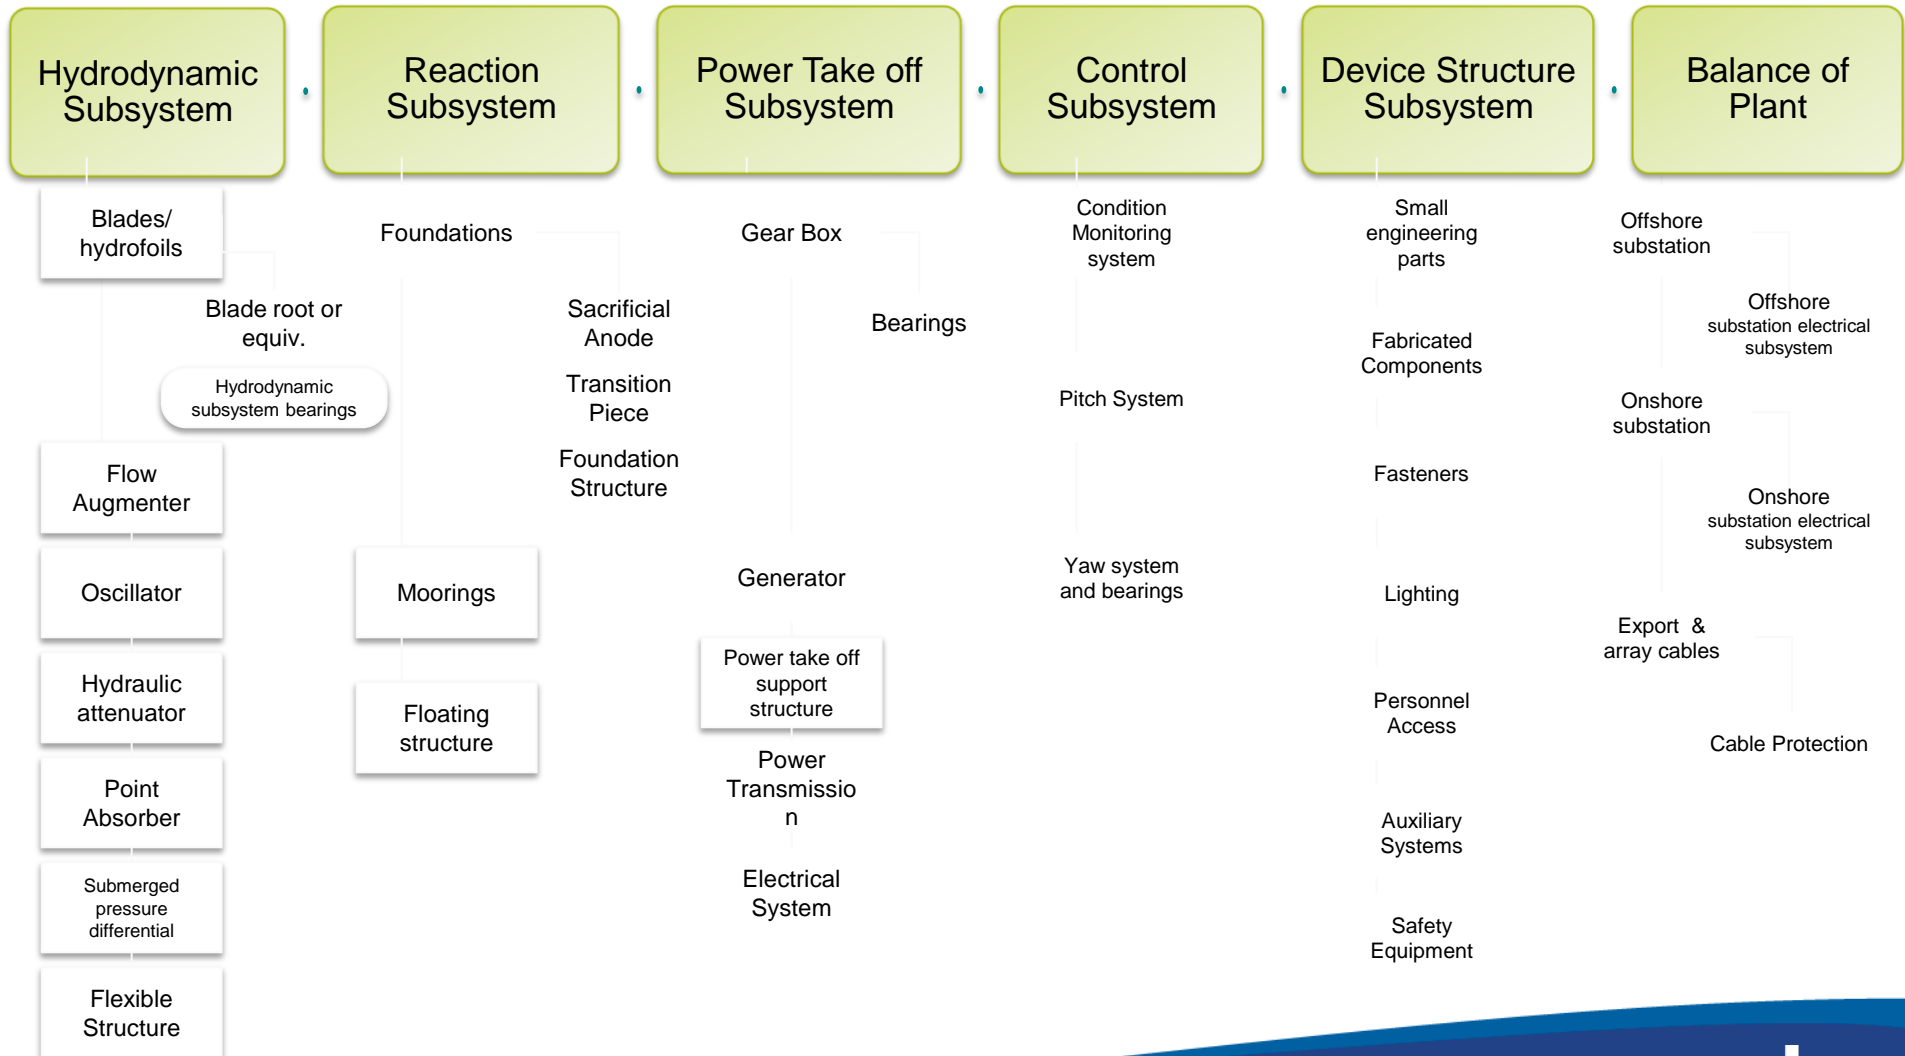 Hydrodynamic
Subsystem
Reaction
Subsystem
Power Take off
Subsystem
Control
Subsystem
Device Structure
Subsystem
Balance of
Plant
Blades/
hydrofoils
Blade root or
equiv.
Hydrodynamic
subsystem bearings
Flow
Augmenter
Oscillator
Hydraulic
attenuator
Point
Absorber
Submerged
pressure
differential
Flexible
Structure
Foundations
Sacrificial
Anode
Transition
Piece
Foundation
Structure
Moorings
Floating
structure
Gear Box
Bearings
Generator
Power take off
support
structure
Power
Transmissio
n
Electrical
System
Condition
Monitoring
system
Pitch System
Yaw system
and bearings
Small
engineering
parts
Fabricated
Components
Fasteners
Lighting
Personnel
Access
Auxiliary
Systems
Safety
Equipment
Offshore
substation
Offshore
substation electrical
subsystem
Onshore
substation
Onshore
substation electrical
subsystem
Export &
array cables
Cable Protection